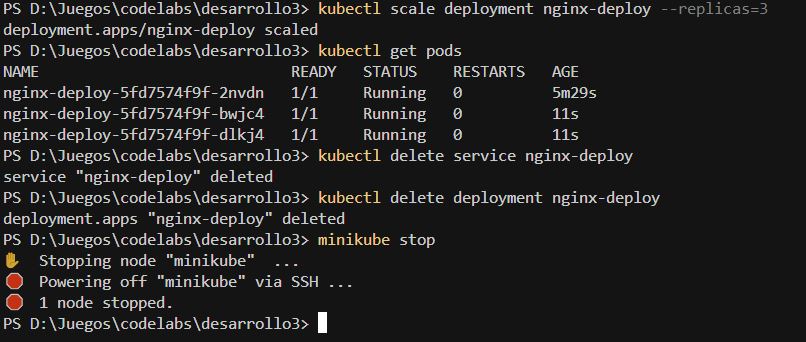 PS D:\Juegos\codelabs\desarrollo3> kubectl scale deployment nginx-deploy --replicas=3
deployment.apps/nginx-deploy scaled
PS D:\Juegos\codelabs\desarrollo3> kubectl get pods
NAME                            READY   STATUS    RESTARTS   AGE
nginx-deploy-5fd7574f9f-2nvdn   1/1     Running   0          5m29s
nginx-deploy-5fd7574f9f-bwjc4   1/1     Running   0          11s
nginx-deploy-5fd7574f9f-dlkj4   1/1     Running   0          11s
PS D:\Juegos\codelabs\desarrollo3> kubectl delete service nginx-deploy
service "nginx-deploy" deleted
PS D:\Juegos\codelabs\desarrollo3> kubectl delete deployment nginx-deploy
deployment.apps "nginx-deploy" deleted
PS D:\Juegos\codelabs\desarrollo3> minikube stop
✋  Stopping node "minikube"  ...
🛑  Powering off "minikube" via SSH ...
🛑  1 node stopped.
PS D:\Juegos\codelabs\desarrollo3>